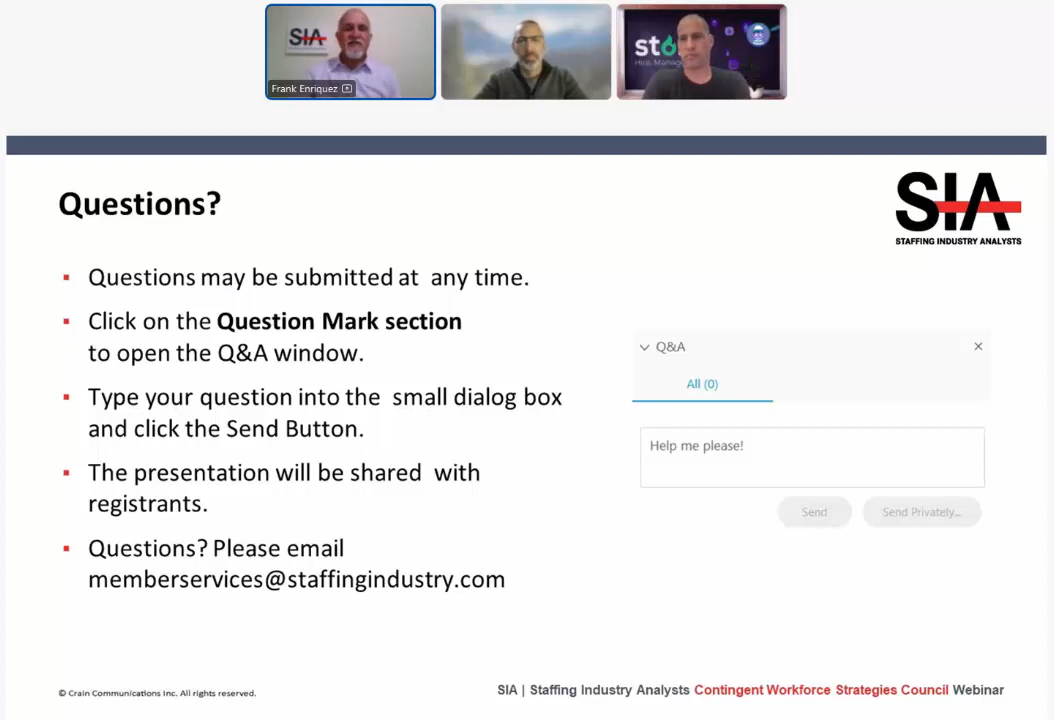 SIA
Frank Enriquez
Questions?
SIA
STAFFING INDUSTRY ANALYSTS
▪ Questions may be submitted at any time.
▪ Click on the Question Mark section
to open the Q&A window.
▪ Type your question into the small dialog box
and click the Send Button.
▪ The presentation will be shared with
registrants.
▪ Questions? Please email
memberservices@staffingindustry.com
Q&A
All (0)
Help me please!
Send
Send Privately...
© Crain Communications Inc. All rights reserved.
SIA | Staffing Industry Analysts Contingent Workforce Strategies Council Webinar